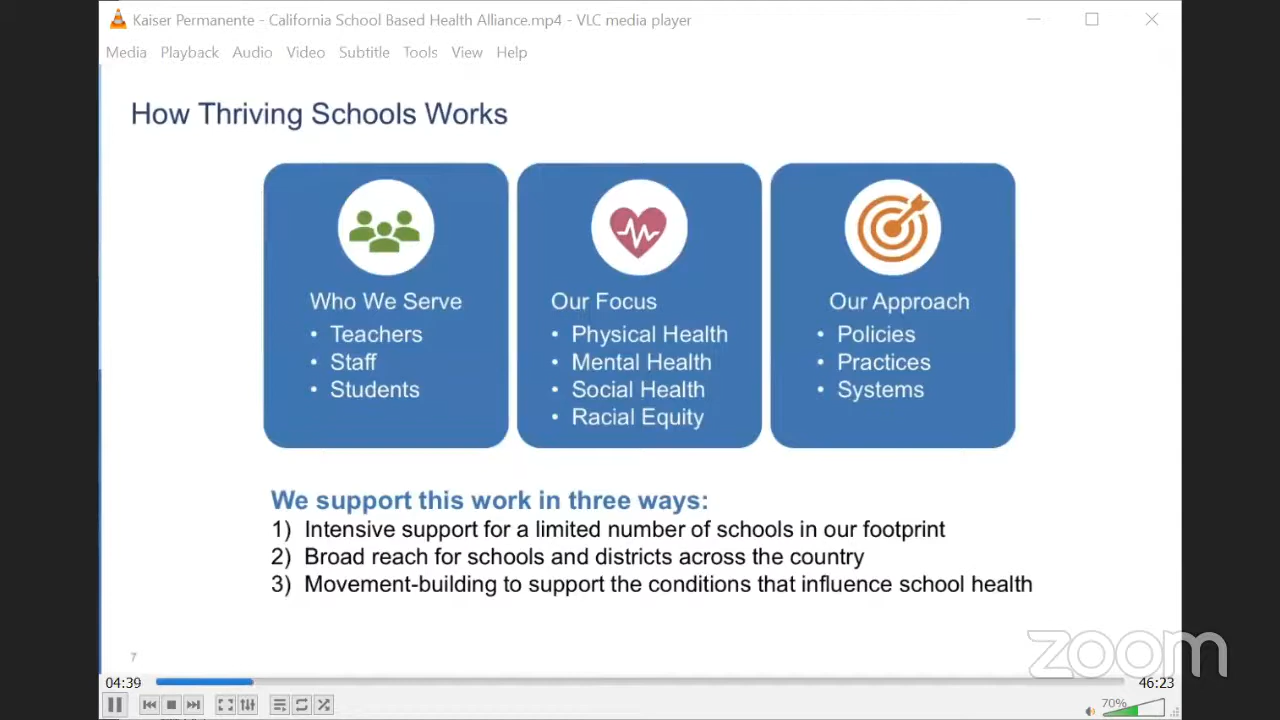 Kaiser Permanente - California School Based Health Alliance.mp4 - VLC media player
Media Playback Audio Video Subtitle Tools View Help
How Thriving Schools Works
Who We Serve
• Teachers
• Staff
• Students
Our Focus
• Physical Health
• Mental Health
• Social Health
• Racial Equity
Our Approach
• Policies
• Practices
• Systems
We support this work in three ways:
1) Intensive support for a limited number of schools in our footprint
2) Broad reach for schools and districts across the country
3) Movement-building to support the conditions that influence school health
7
zoom
04:39 46:23
70%